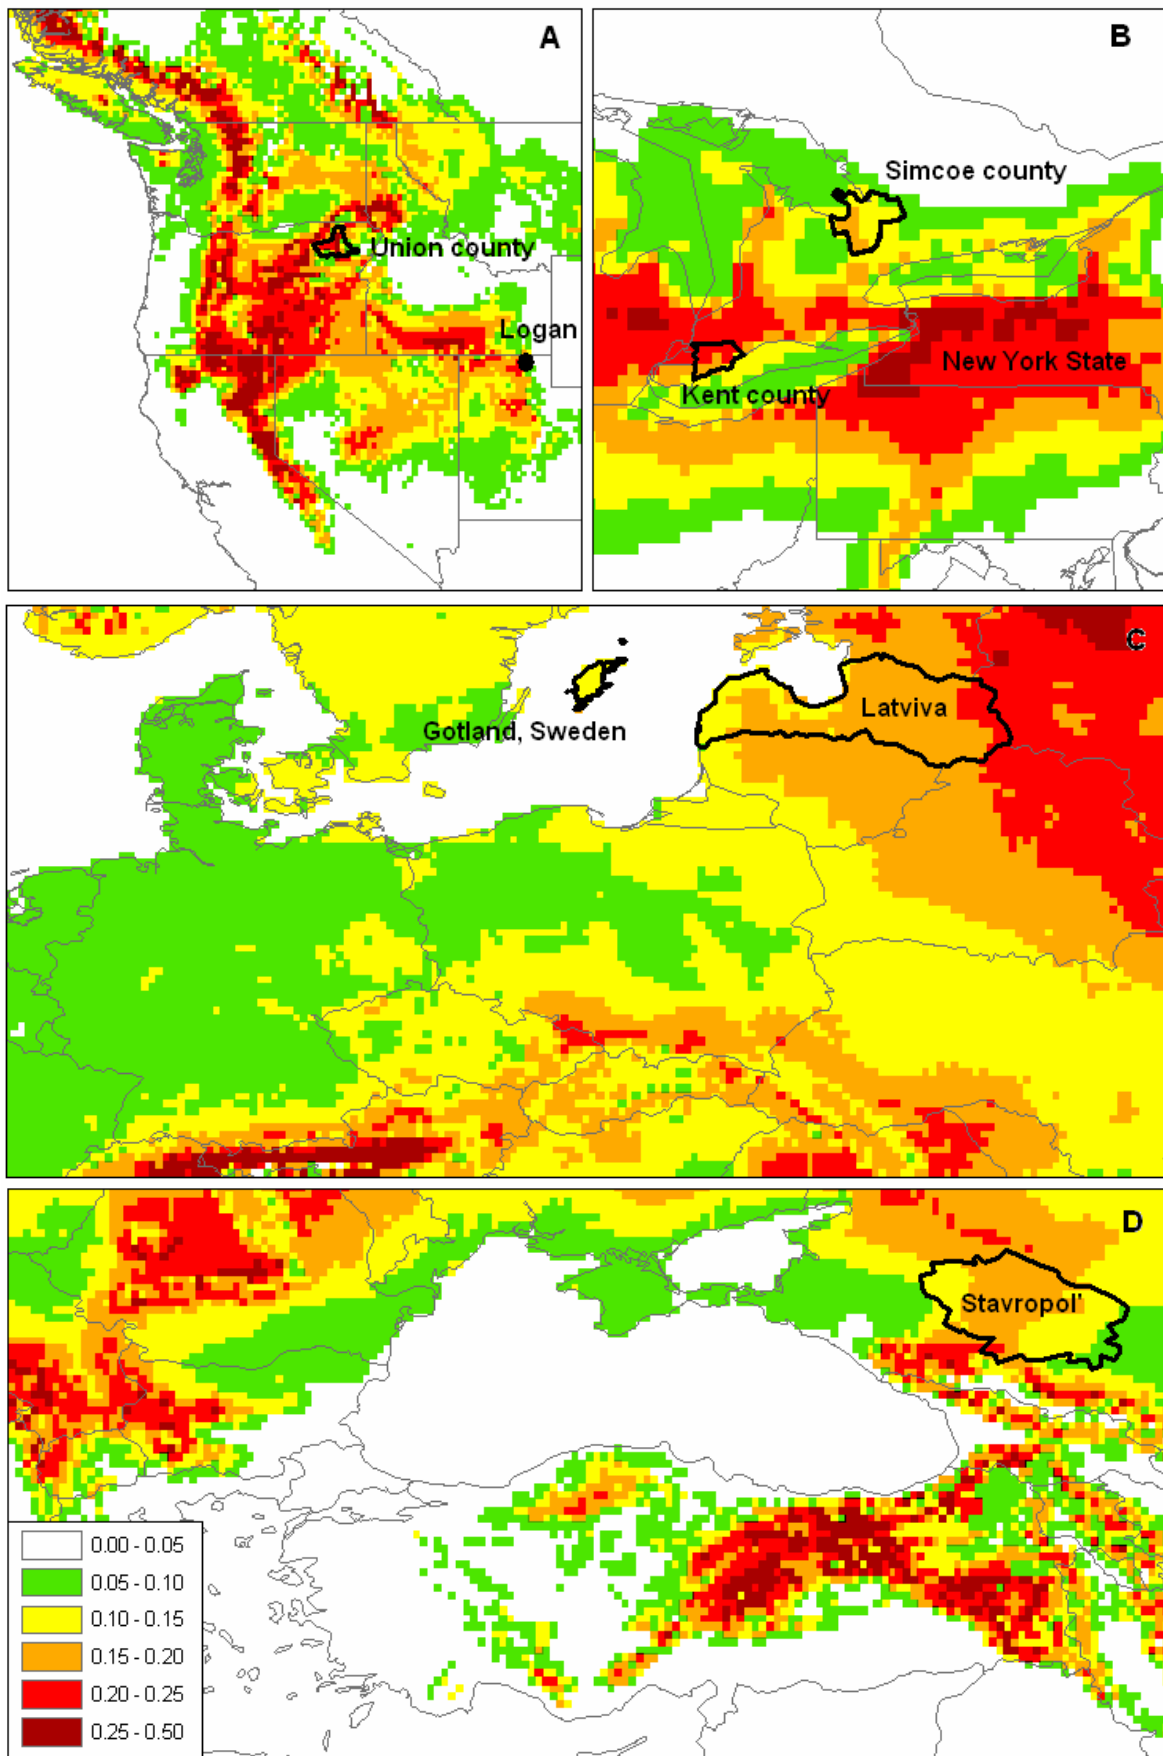 A
Union county
Logan
B
Simcoe county
New York State
Kent county
C
Gotland, Sweden
Latviva
D
Stavropol'
0.00 - 0.05
0.05 - 0.10
0.10 - 0.15
0.15 - 0.20
0.20 - 0.25
0.25 - 0.50